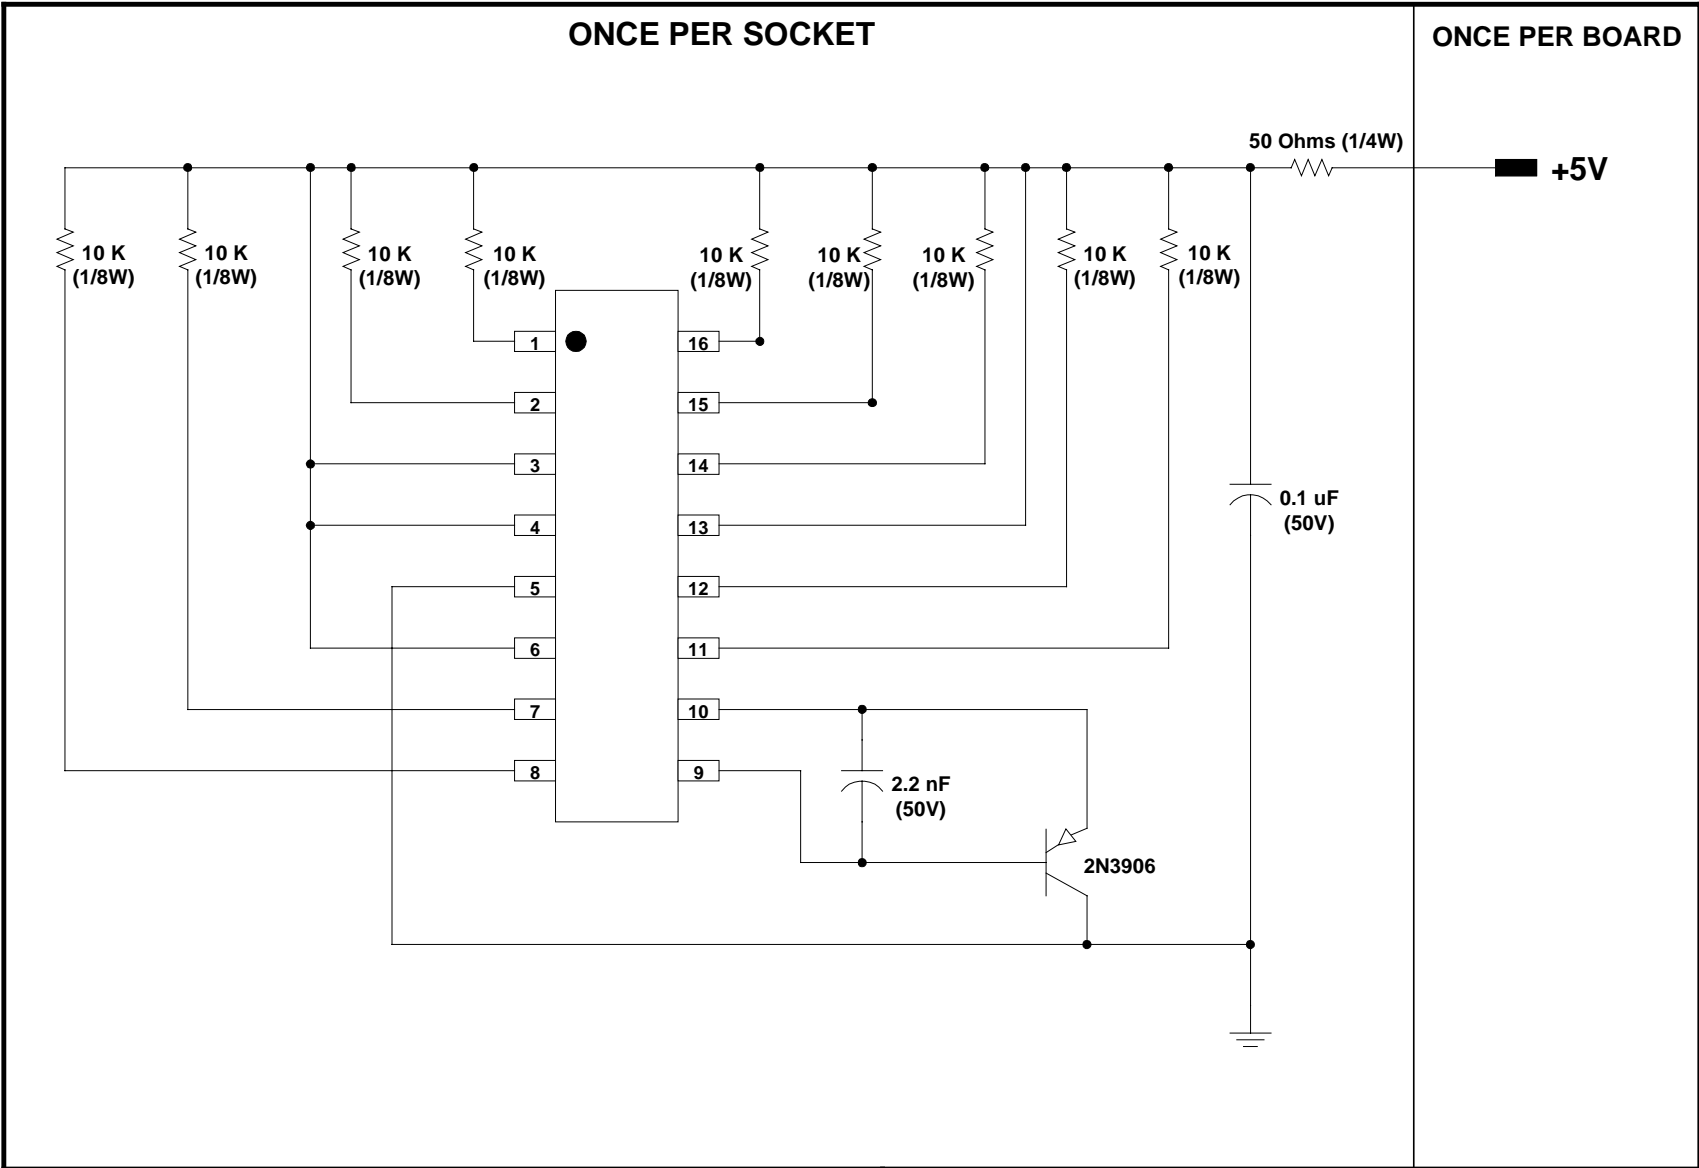 ONCE PER SOCKET
ONCE PER BOARD
50 Ohms (1/4W)
+5V
10 K
(1/8W)
10 K
(1/8W)
10 K
(1/8W)
10 K
(1/8W)
10 K
(1/8W)
10 K
(1/8W)
10 K
(1/8W)
10 K
(1/8W)
10 K
(1/8W)
1
16
2
15
3
14
4
13
5
12
6
11
7
10
8
9
0.1 uF
(50V)
2.2 nF
(50V)
2N3906